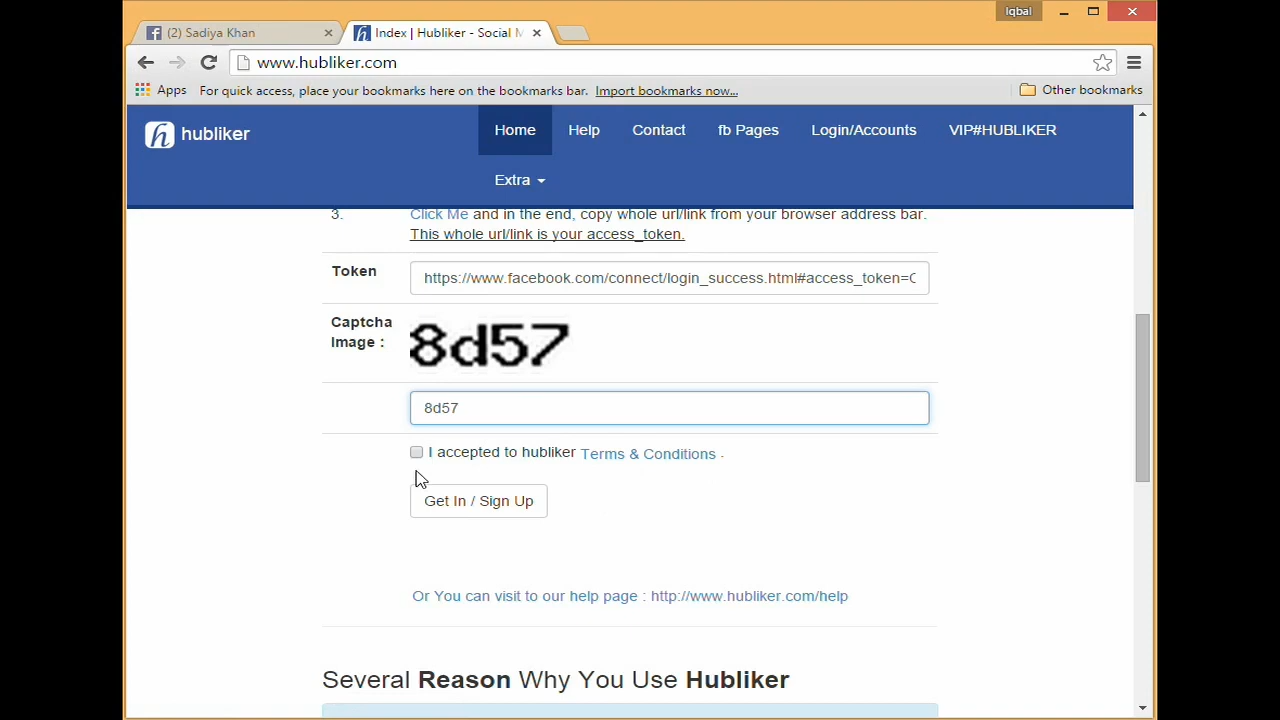 Iqbal
(2) Sadiya Khan
Index | Hubliker - Social M
www.hubliker.com
Apps For quick access, place your bookmarks here on the bookmarks bar. Import bookmarks now... Other bookmarks
hubliker
Home Help Contact fb Pages Login/Accounts VIP#HUBLIKER
Extra
3. Click Me and in the end, copy whole url/link from your browser address bar.
This whole url/link is your access_token.
Token https://www.facebook.com/connect/login_success.html#access_token=C
Captcha
Image :
8d57
8d57
I accepted to hubliker Terms & Conditions .
Get In / Sign Up
Or You can visit to our help page : http://www.hubliker.com/help
Several Reason Why You Use Hubliker